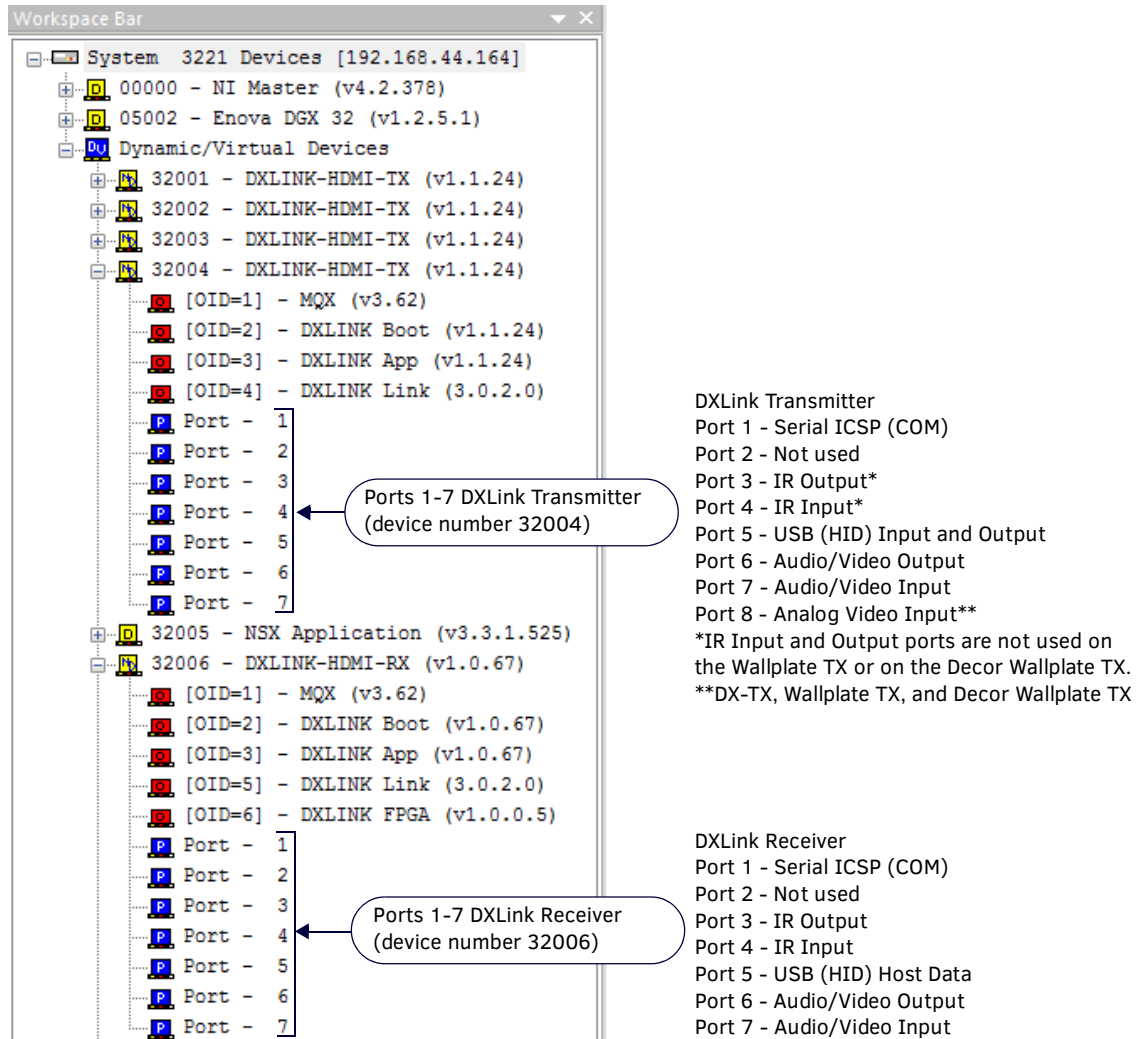 Workspace Bar
System 3221 Devices [192.168.44.164]
00000 - NI Master (v4.2.378)
05002 - Enova DGX 32 (v1.2.5.1)
Dynamic/Virtual Devices
32001 - DXLINK-HDMI-TX (v1.1.24)
32002 - DXLINK-HDMI-TX (v1.1.24)
32003 - DXLINK-HDMI-TX (v1.1.24)
32004 - DXLINK-HDMI-TX (v1.1.24)
[OID=1] - MQX (v3.62)
[OID=2] - DXLINK Boot (v1.1.24)
[OID=3] - DXLINK App (v1.1.24)
[OID=4] - DXLINK Link (3.0.2.0)
Port - 1
Port - 2
Port - 3
Port - 4
Port - 5
Port - 6
Port - 7
Ports 1-7 DXLink Transmitter
(device number 32004)
DXLink Transmitter
Port 1 - Serial ICSP (COM)
Port 2 - Not used
Port 3 - IR Output*
Port 4 - IR Input*
Port 5 - USB (HID) Input and Output
Port 6 - Audio/Video Output
Port 7 - Audio/Video Input
Port 8 - Analog Video Input**
*IR Input and Output ports are not used on
the Wallplate TX or on the Decor Wallplate TX.
**DX-TX, Wallplate TX, and Decor Wallplate TX
32005 - NSX Application (v3.3.1.525)
32006 - DXLINK-HDMI-RX (v1.0.67)
[OID=1] - MQX (v3.62)
[OID=2] - DXLINK Boot (v1.0.67)
[OID=3] - DXLINK App (v1.0.67)
[OID=5] - DXLINK Link (3.0.2.0)
[OID=6] - DXLINK FPGA (v1.0.0.5)
Port - 1
Port - 2
Port - 3
Port - 4
Port - 5
Port - 6
Port - 7
Ports 1-7 DXLink Receiver
(device number 32006)
DXLink Receiver
Port 1 - Serial ICSP (COM)
Port 2 - Not used
Port 3 - IR Output
Port 4 - IR Input
Port 5 - USB (HID) Host Data
Port 6 - Audio/Video Output
Port 7 - Audio/Video Input